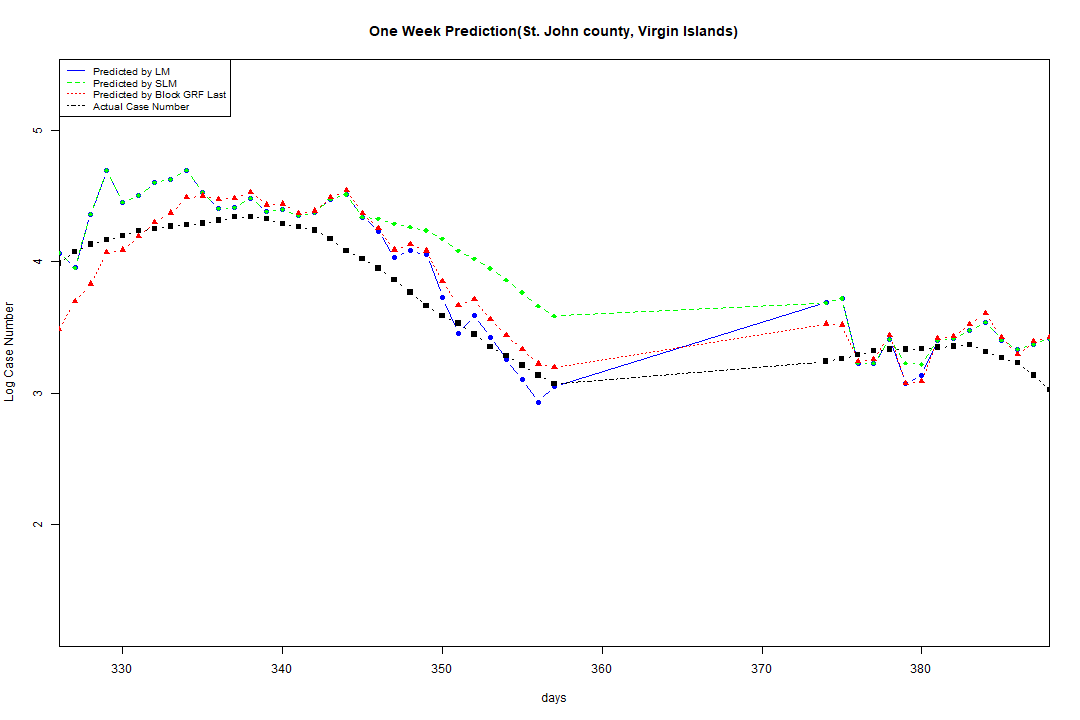 One Week Prediction(St. John county, Virgin Islands)
Predicted by LM
Predicted by SLM
Predicted by Block GRF Last
Actual Case Number
5
4
3
2
Log Case Number
330 340 350 360 370 380
days